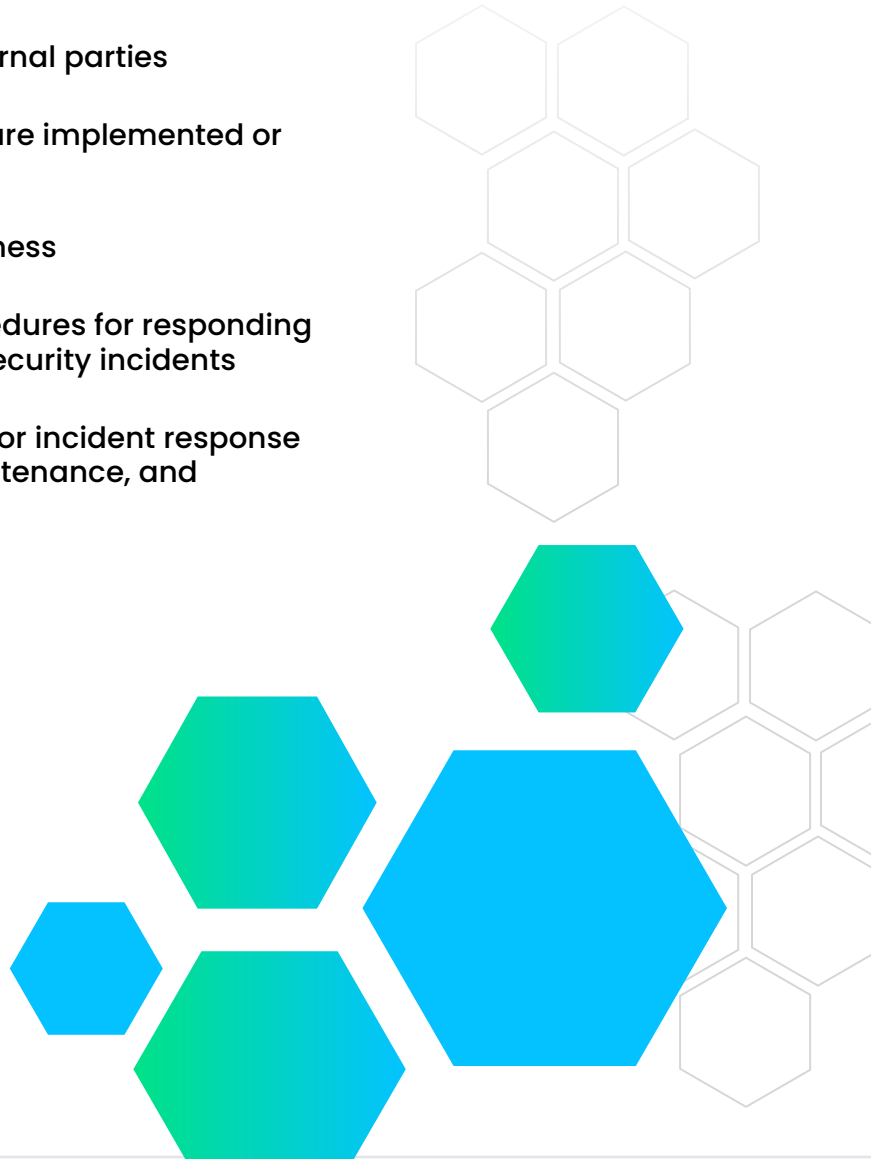 rnal parties
are implemented or
ness
edures for responding
ecurity incidents
or incident response
tenance, and